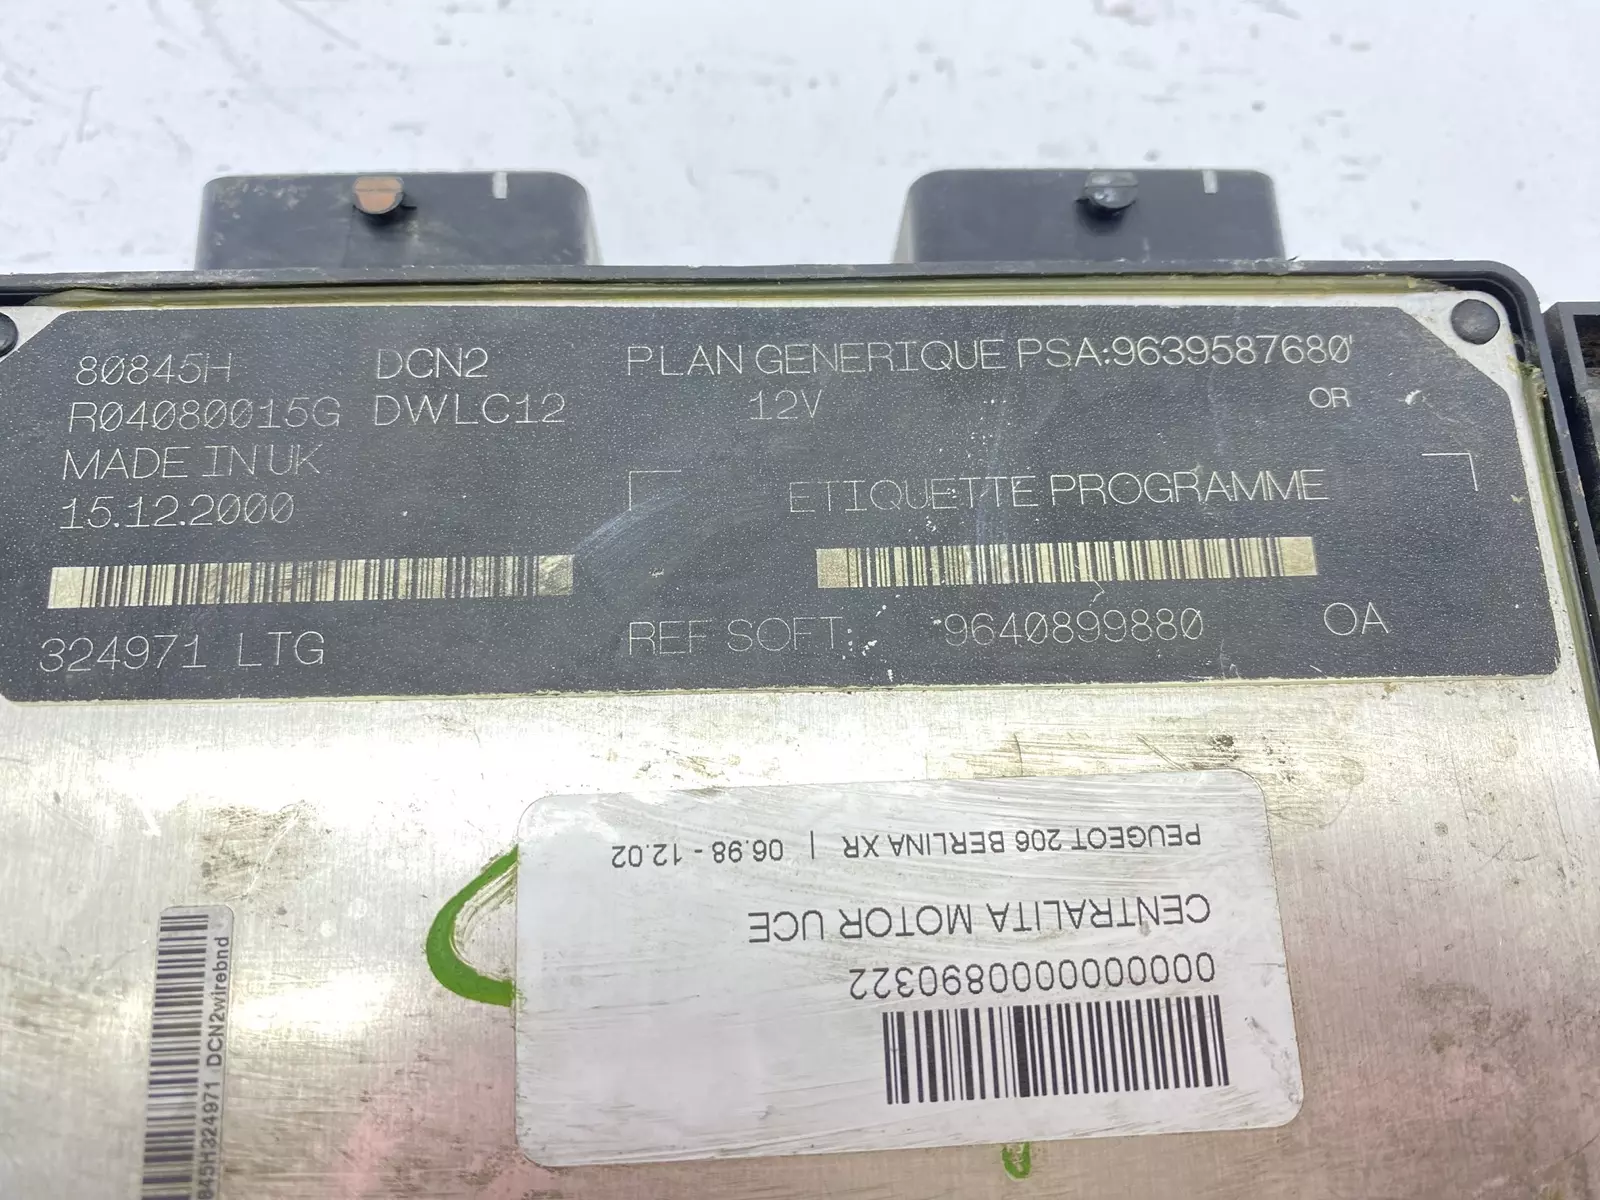 80845H DCN2 PLAN GENERIQUE PSA:9639587680
R04080015G DWLC12 12V OR
MADE IN UK
15.12.2000
ETIQUETTE PROGRAMME
324971 LTG REF SOFT: 9640899880 OA
PEUGEOT 206 BERLINA XR | 06.98 - 12.02
CENTRALITA MOTOR UCE
0000000000890322
845H324971 DCN2wirebnd